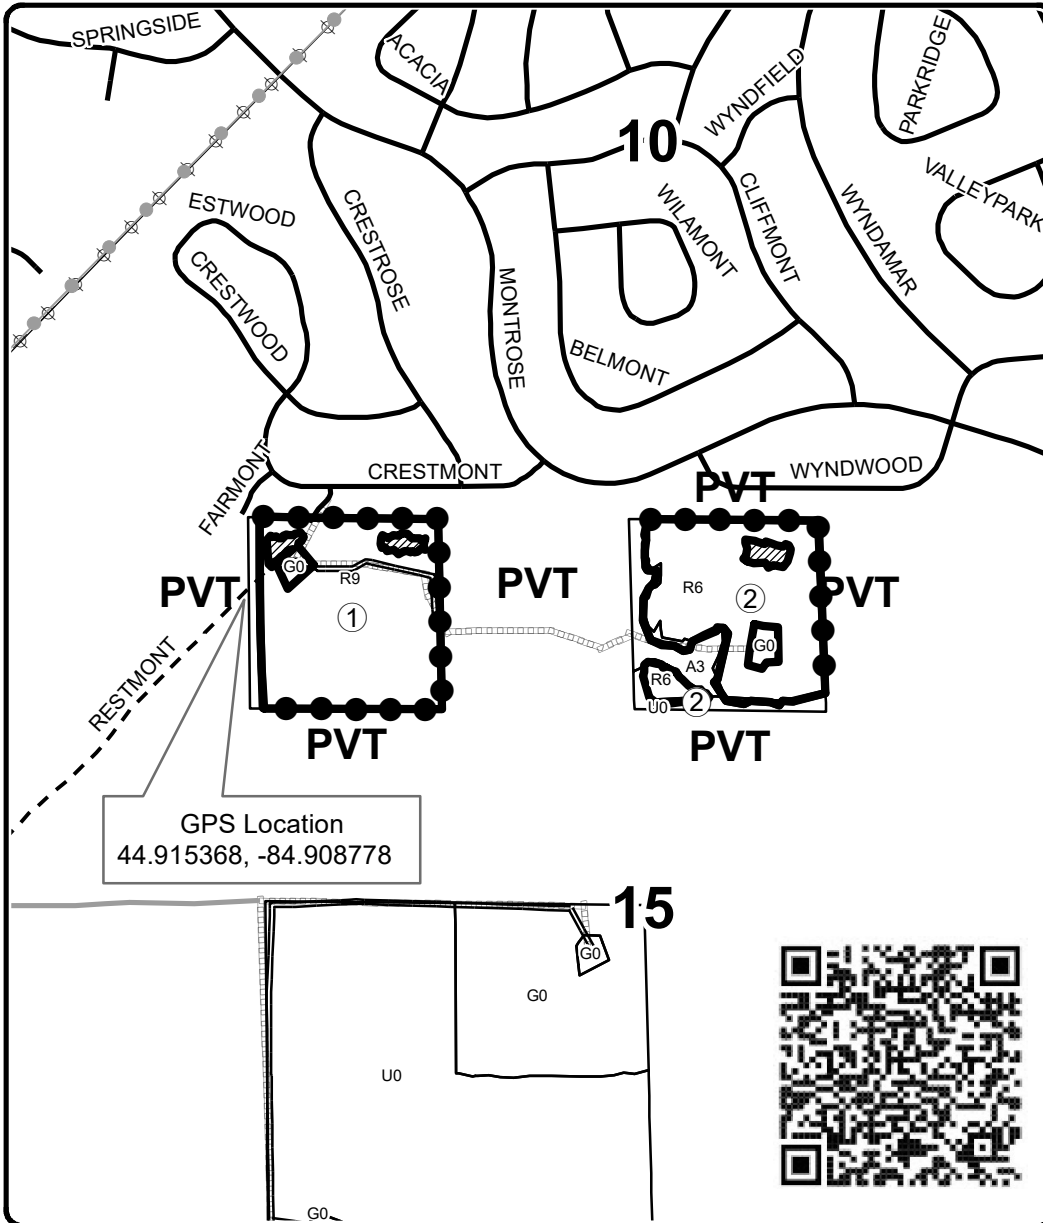 SPRINGSIDE
ACACIA
WYNDFIELD
PARKRIDGE
10
VALLEYPARK
ESTWOOD
CRESTROSE
WILAMONT
CLIFFMONT
WYNDAMAR
CRESTWOOD
MONTROSE
BELMONT
FAIRMONT
CRESTMONT
WYNDWOOD
PVT
G0
R9
PVT
PVT
R6
2
PVT
1
G0
RESTMONT
A3
R6
U0
2
PVT
PVT
GPS Location
44.915368, -84.908778
15
G0
G0
U0
G0